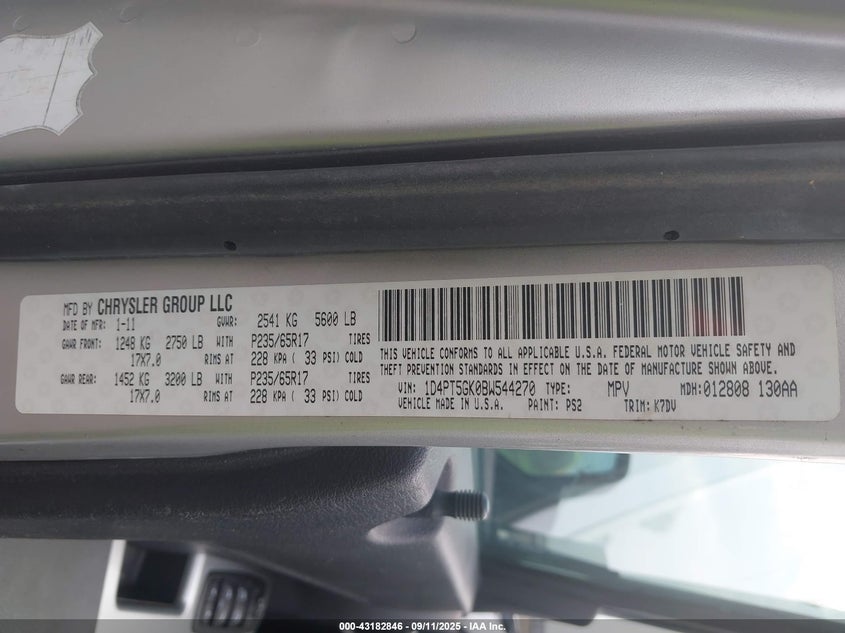 MFD BY CHRYSLER GROUP LLC
DATE OF MFR: 1-11 GVWR: 2541 KG 5600 LB
GAWR FRONT: 1248 KG 2750 LB WITH P235/65R17 TIRES
17X7.0 RIMS AT 228 KPA ( 33 PSI) COLD
GAWR REAR: 1452 KG 3200 LB WITH P235/65R17 TIRES
17X7.0 RIMS AT 228 KPA ( 33 PSI) COLD
THIS VEHICLE CONFORMS TO ALL APPLICABLE U.S.A. FEDERAL MOTOR VEHICLE SAFETY AND
THEFT PREVENTION STANDARDS IN EFFECT ON THE DATE OF MANUFACTURE SHOWN ABOVE.
VIN: 1D4PT5GK0BW544270 TYPE: MPV MDH: 012808 130AA
VEHICLE MADE IN U.S.A. PAINT: PS2 TRIM: K7DV
000-43182846 - 09/11/2025 - IAA Inc.